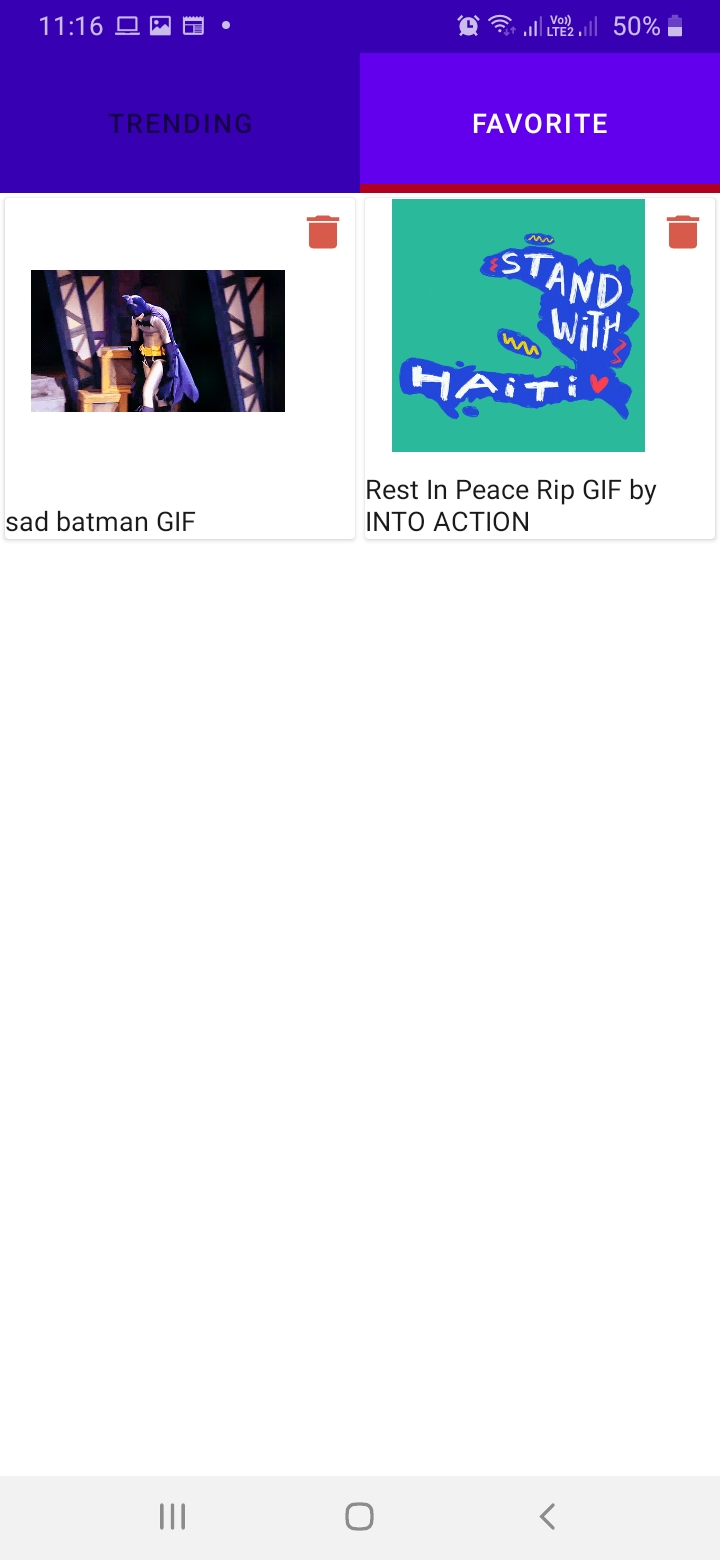 11:16
Vo))
LTE2
50%
TRENDING
FAVORITE
STAND
WiTH
HAiTi
sad batman GIF
Rest In Peace Rip GIF by
INTO ACTION